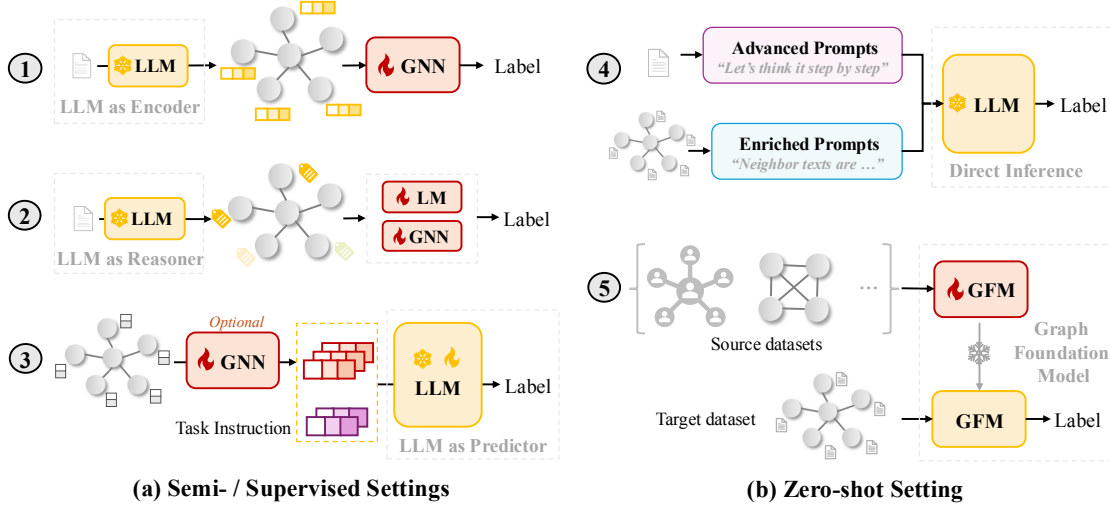 1
LLM
LLM as Encoder
GNN
Label
2
LLM
LLM as Reasoner
LM
GNN
Label
3
Optional
GNN
Task Instruction
LLM
Label
LLM as Predictor
(a) Semi- / Supervised Settings
4
Advanced Prompts
“Let’s think it step by step”
Enriched Prompts
“Neighbor texts are …”
LLM
Label
Direct Inference
5
...
Source datasets
GFM
Graph
Foundation
Model
Target dataset
GFM
Label
(b) Zero-shot Setting